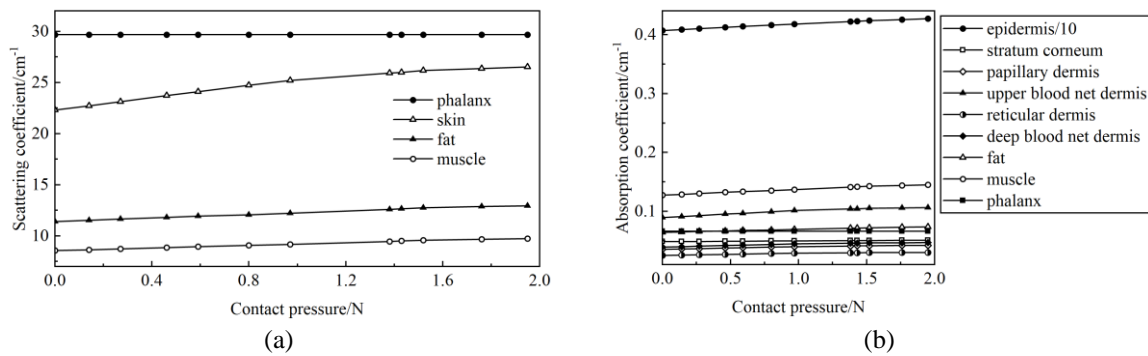 30
25
20
15
10
0.0 0.4 0.8 1.2 1.6 2.0
Scattering coefficient/cm-1
Contact pressure/N
phalanx
skin
fat
muscle
(a)
0.4
0.3
0.2
0.1
0.0 0.5 1.0 1.5 2.0
Absorption coefficient/cm-1
Contact pressure/N
epidermis/10
stratum corneum
papillary dermis
upper blood net dermis
reticular dermis
deep blood net dermis
fat
muscle
phalanx
(b)